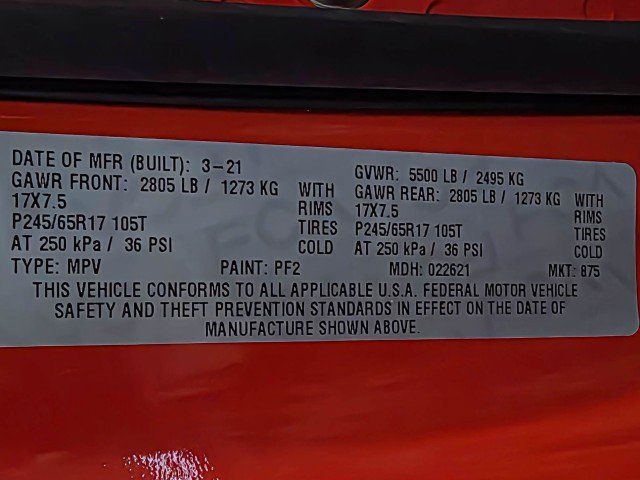 DATE OF MFR (BUILT): 3-21 GVWR: 5500 LB / 2495 KG
GAWR FRONT: 2805 LB / 1273 KG WITH GAWR REAR: 2805 LB / 1273 KG WITH
17X7.5 RIMS 17X7.5 RIMS
P245/65R17 105T TIRES P245/65R17 105T TIRES
AT 250 kPa / 36 PSI COLD AT 250 kPa / 36 PSI COLD
TYPE: MPV PAINT: PF2 MDH: 022621 MKT: 875
THIS VEHICLE CONFORMS TO ALL APPLICABLE U.S.A. FEDERAL MOTOR VEHICLE
SAFETY AND THEFT PREVENTION STANDARDS IN EFFECT ON THE DATE OF
MANUFACTURE SHOWN ABOVE.